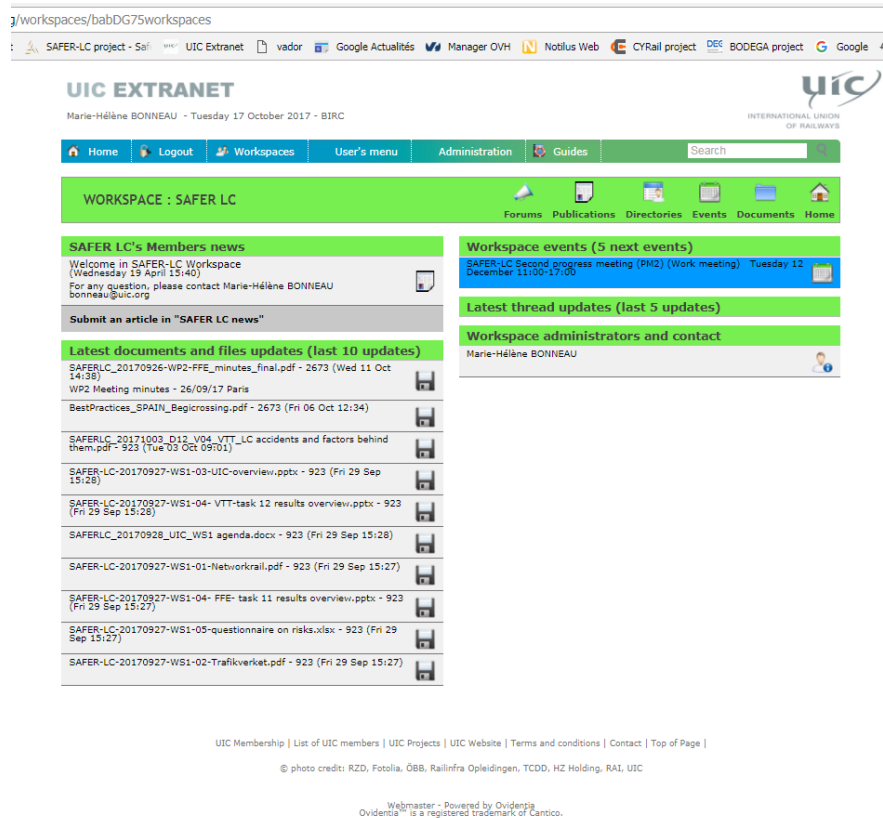 /workspaces/babDG75workspaces
SAFER-LC project - Saf UIC Extranet vador Google Actualités Manager OVH Notilus Web CYRail project BODEGA project Google
UIC EXTRANET
Marie-Hélène BONNEAU - Tuesday 17 October 2017 - BIRC
uic
INTERNATIONAL UNION
OF RAILWAYS
Home Logout Workspaces User's menu Administration Guides Search
WORKSPACE : SAFER LC
Forums Publications Directories Events Documents Home
SAFER LC's Members news
Welcome in SAFER-LC Workspace
(Wednesday 19 April 15:40)
For any question, please contact Marie-Hélène BONNEAU
bonneau@uic.org
Submit an article in "SAFER LC news"
Latest documents and files updates (last 10 updates)
SAFERLC_20170926-WP2-FFE_minutes_final.pdf - 2673 (Wed 11 Oct
14:38)
WP2 Meeting minutes - 26/09/17 Paris
BestPractices_SPAIN_Begicrossing.pdf - 2673 (Fri 06 Oct 12:34)
SAFERLC_20171003_D12_V04_VTT_LC accidents and factors behind
them.pdf - 923 (Tue 03 Oct 09:01)
SAFER-LC-20170927-WS1-03-UIC-overview.pptx - 923 (Fri 29 Sep
15:28)
SAFER-LC-20170927-WS1-04- VTT-task 12 results overview.pptx - 923
(Fri 29 Sep 15:28)
SAFERLC_20170928_UIC_WS1 agenda.docx - 923 (Fri 29 Sep 15:28)
SAFER-LC-20170927-WS1-01-Networkrail.pdf - 923 (Fri 29 Sep 15:27)
SAFER-LC-20170927-WS1-04- FFE- task 11 results overview.pptx - 923
(Fri 29 Sep 15:27)
SAFER-LC-20170927-WS1-05-questionnaire on risks.xlsx - 923 (Fri 29
Sep 15:27)
SAFER-LC-20170927-WS1-02-Trafikverket.pdf - 923 (Fri 29 Sep 15:27)
Workspace events (5 next events)
SAFER-LC Second progress meeting (PM2) (Work meeting) Tuesday 12
December 11:00-17:00
Latest thread updates (last 5 updates)
Workspace administrators and contact
Marie-Hélène BONNEAU
UIC Membership | List of UIC members | UIC Projects | UIC Website | Terms and conditions | Contact | Top of Page |
© photo credit: RZD, Fotolia, ÖBB, Railinfra Opleidingen, TCDD, HZ Holding, RAI, UIC
Webmaster - Powered by Ovidentia
Ovidentia™ is a registered trademark of Cantico.